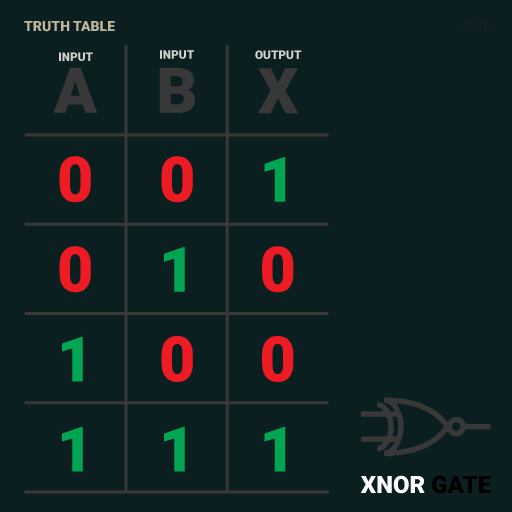 TRUTH TABLE
INPUT INPUT OUTPUT
A B X
0 0 1
0 1 0
1 0 0
1 1 1
XNOR GATE